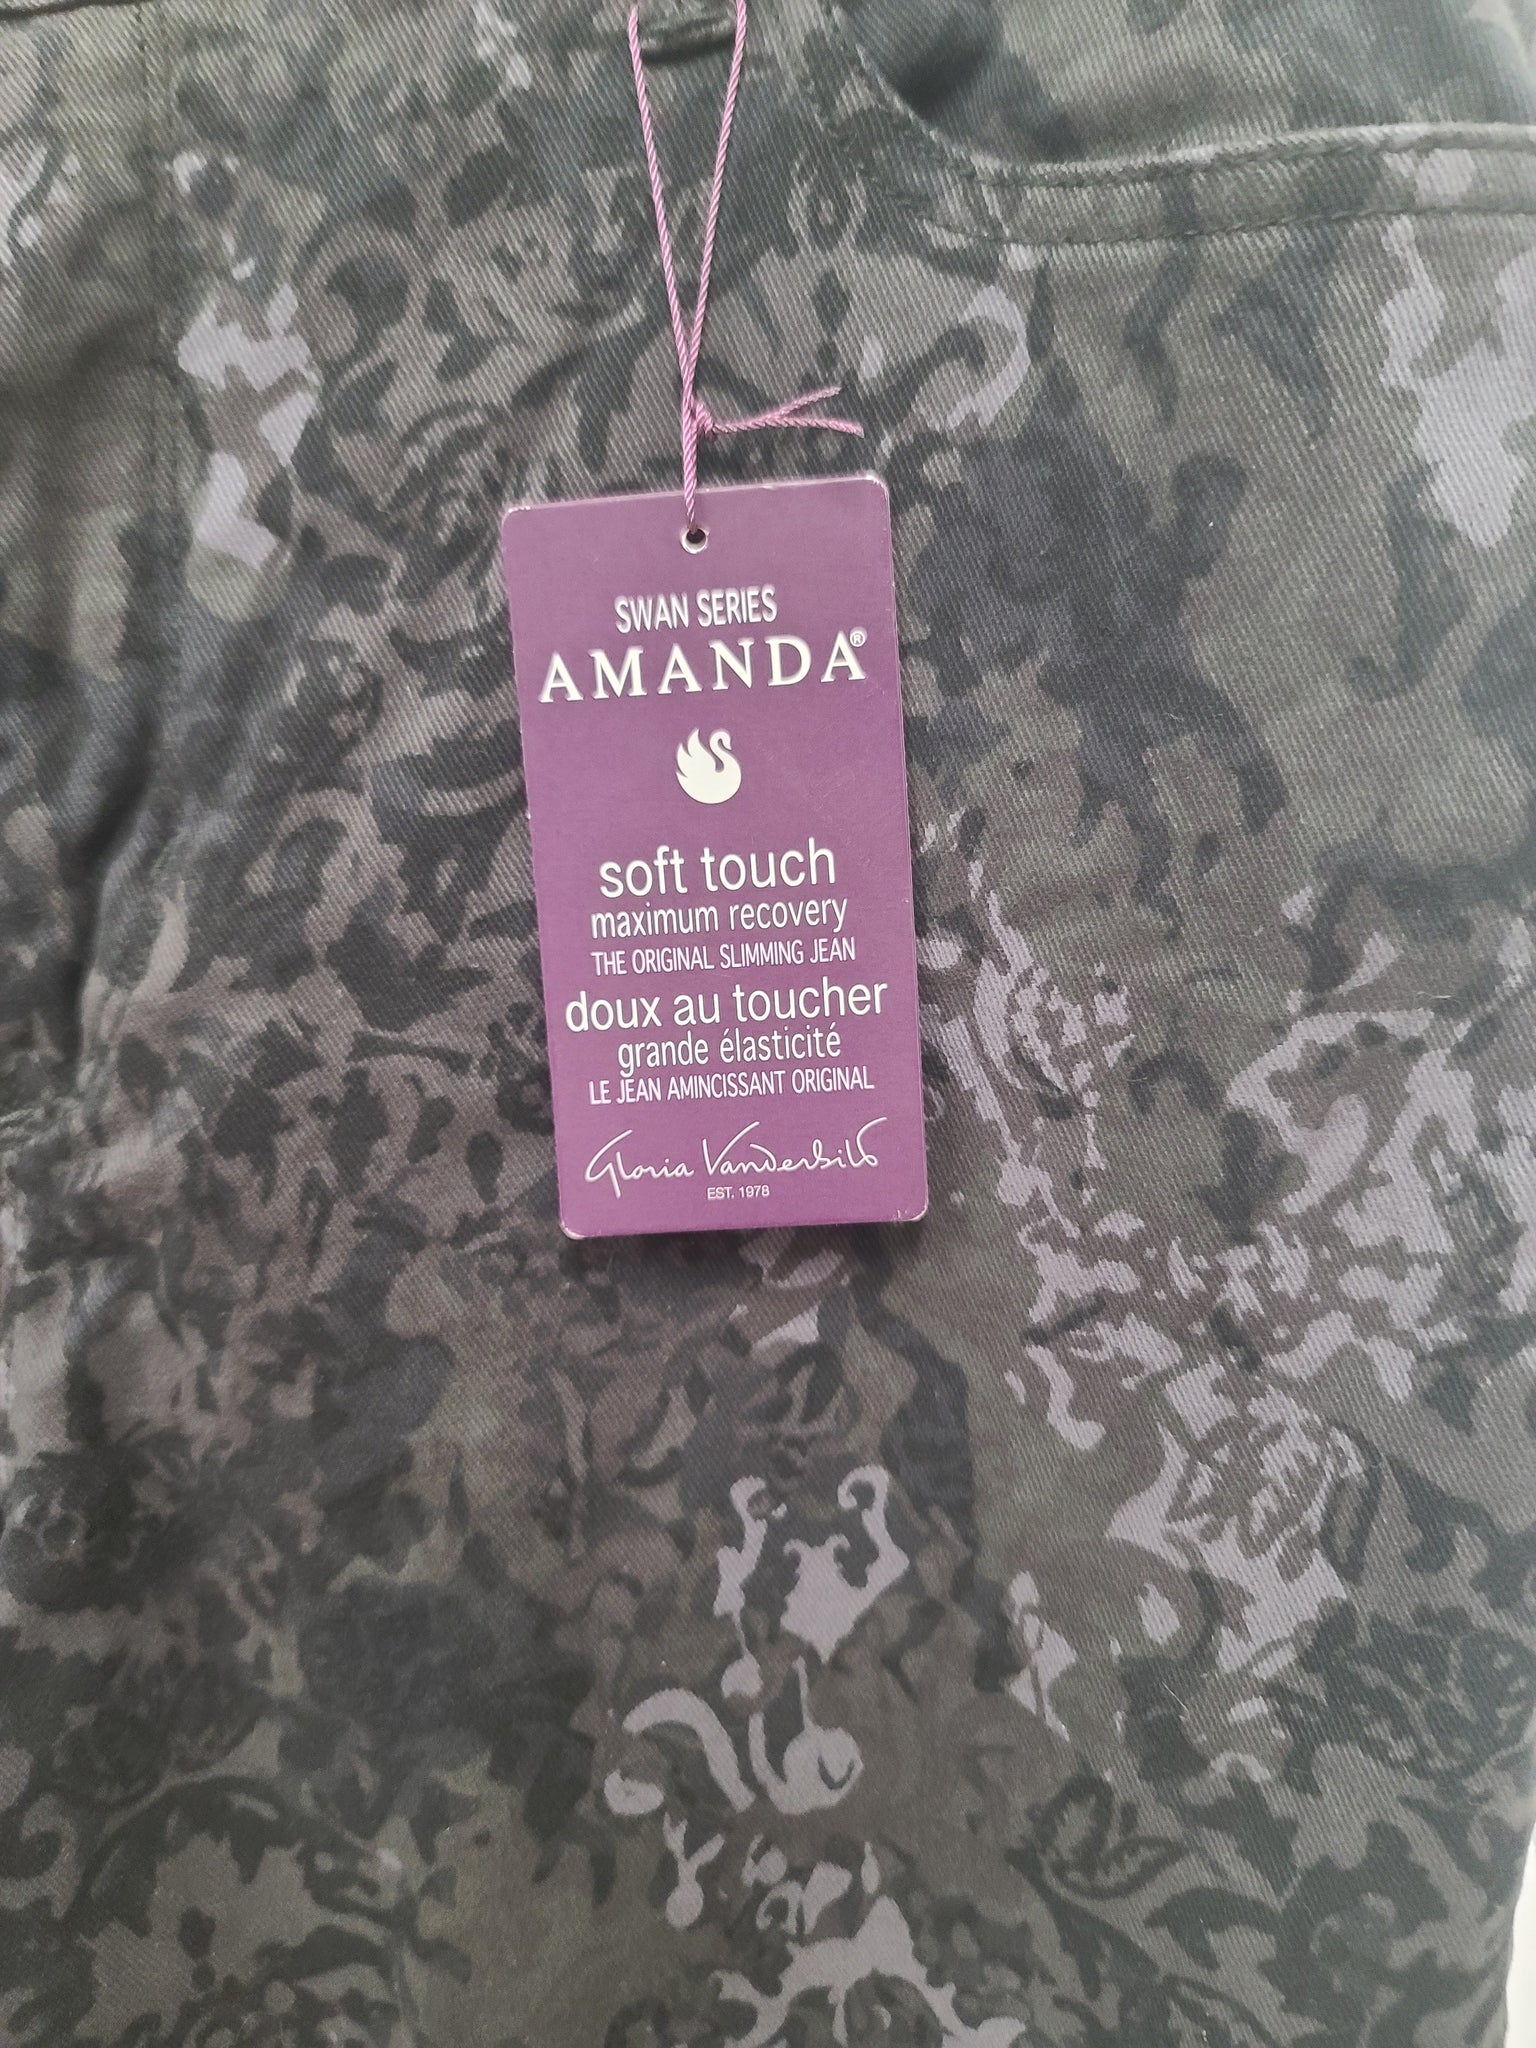 SWAN SERIES
AMANDA®
soft touch
maximum recovery
THE ORIGINAL SLIMMING JEAN
doux au toucher
grande élasticité
LE JEAN AMINCISSANT ORIGINAL
Gloria Vanderbilt
EST. 1978